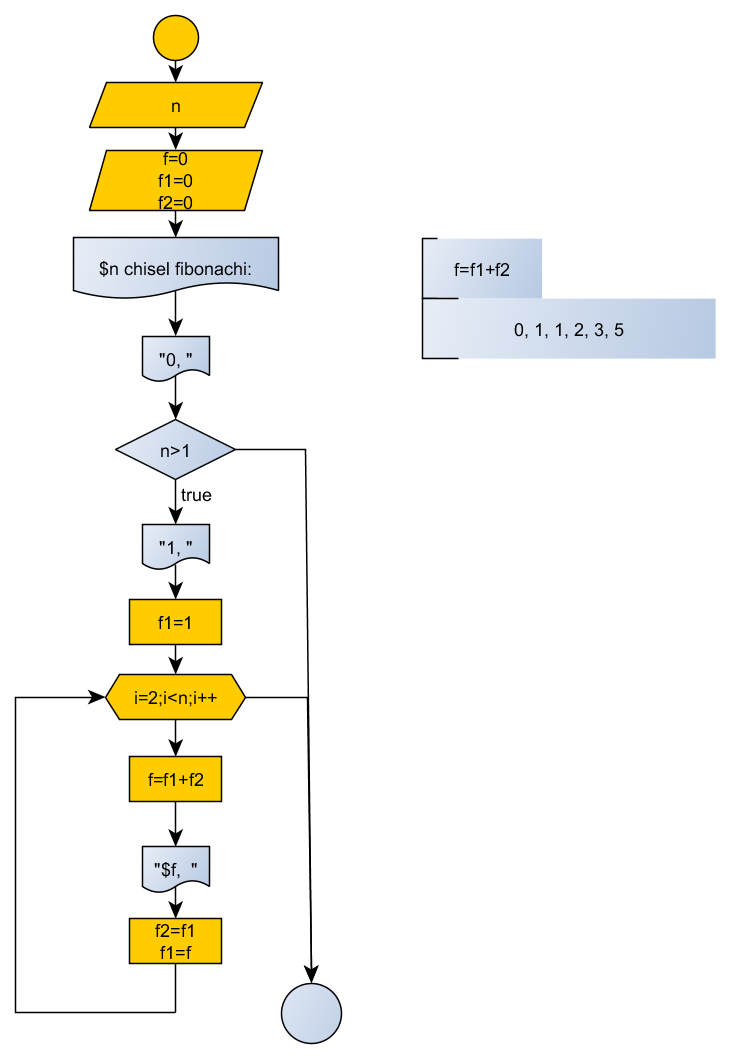 n
f=0
f1=0
f2=0
$n chisel fibonachi:
"0, "
n>1
true
"1, "
f1=1
i=2;i<n;i++
f=f1+f2
"$f,  "
f2=f1
f1=f
f=f1+f2
0, 1, 1, 2, 3, 5